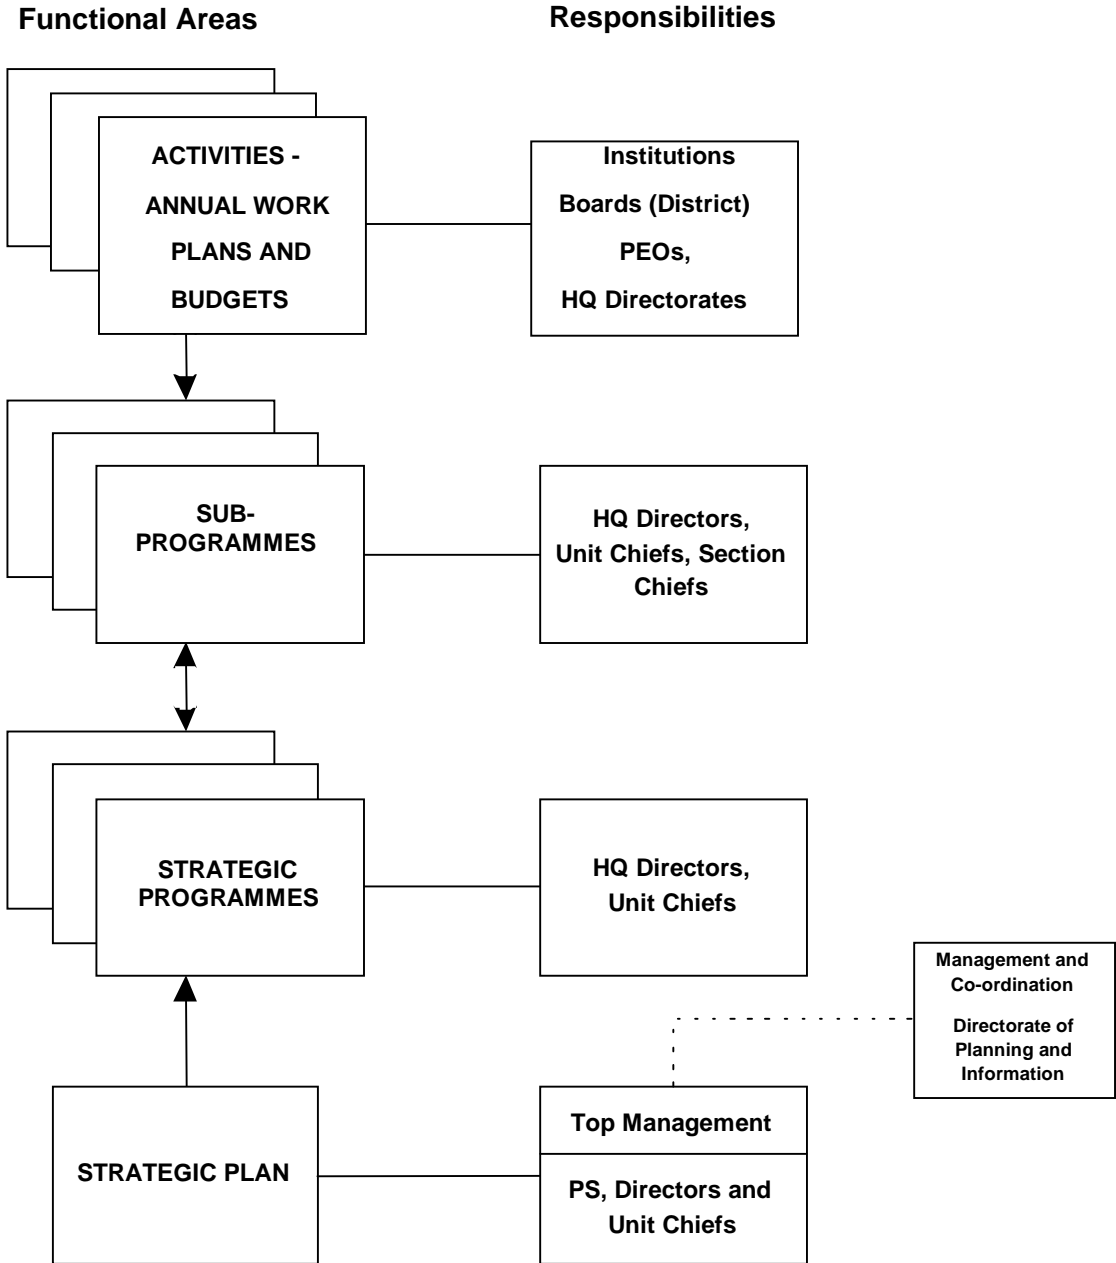 Functional Areas
Responsibilities
ACTIVITIES -
ANNUAL WORK
PLANS AND
BUDGETS
Institutions
Boards (District)
PEOs,
HQ Directorates
SUB-
PROGRAMMES
HQ Directors,
Unit Chiefs, Section
Chiefs
STRATEGIC
PROGRAMMES
HQ Directors,
Unit Chiefs
Management and
Co-ordination
Directorate of
Planning and
Information
STRATEGIC PLAN
Top Management
PS, Directors and
Unit Chiefs